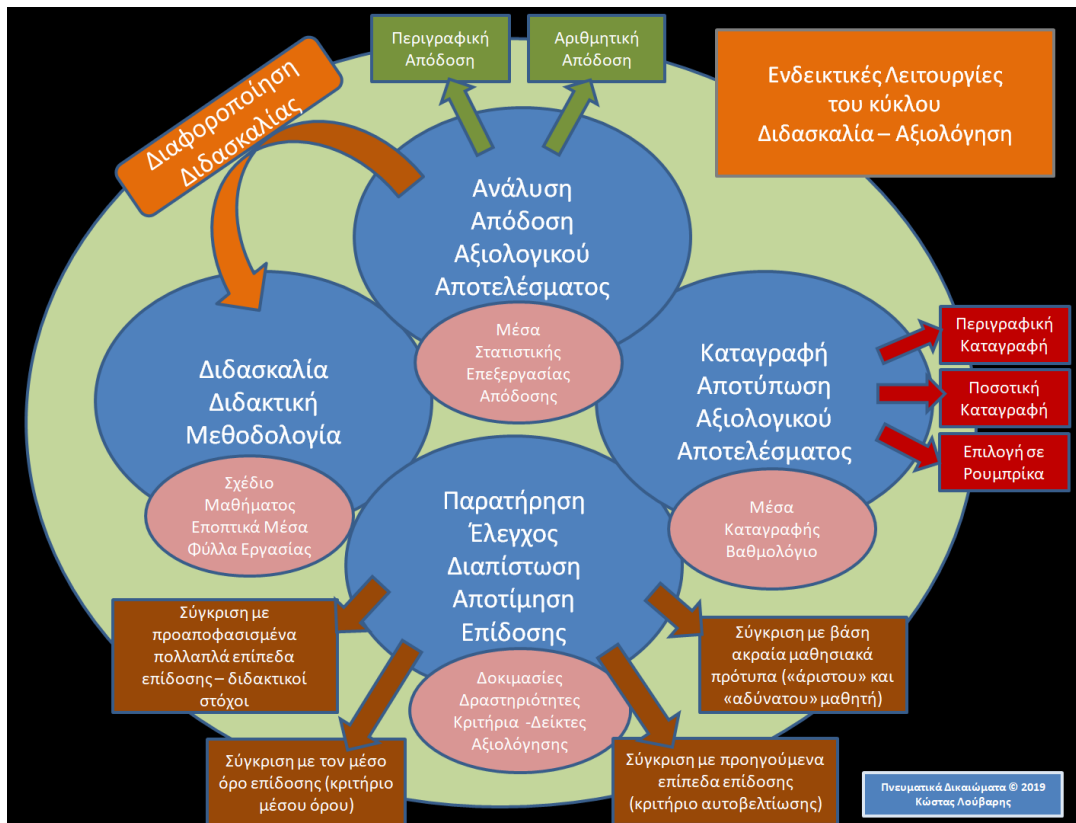 Περιγραφική
Απόδοση
Αριθμητική
Απόδοση
Ενδεικτικές Λειτουργίες
του κύκλου
Διδασκαλία – Αξιολόγηση
Διαφοροποίηση
Διδασκαλίας
Ανάλυση
Απόδοση
Αξιολογικού
Αποτελέσματος
Μέσα
Στατιστικής
Επεξεργασίας
Απόδοσης
Διδασκαλία
Διδακτική
Μεθοδολογία
Σχέδιο
Μαθήματος
Εποπτικά Μέσα
Φύλλα Εργασίας
Καταγραφή
Αποτύπωση
Αξιολογικού
Αποτελέσματος
Μέσα
Καταγραφής
Βαθμολόγιο
Περιγραφική
Καταγραφή
Ποσοτική
Καταγραφή
Επιλογή σε
Ρουμπρίκα
Παρατήρηση
Έλεγχος
Διαπίστωση
Αποτίμηση
Επίδοσης
Δοκιμασίες
Δραστηριότητες
Κριτήρια -Δείκτες
Αξιολόγησης
Σύγκριση με
προαποφασισμένα
πολλαπλά επίπεδα
επίδοσης – διδακτικοί
στόχοι
Σύγκριση με τον μέσο
όρο επίδοσης (κριτήριο
μέσου όρου)
Σύγκριση με προηγούμενα
επίπεδα επίδοσης
(κριτήριο αυτοβελτίωσης)
Σύγκριση με βάση
ακραία μαθησιακά
πρότυπα («άριστου» και
«αδύνατου» μαθητή)
Πνευματικά Δικαιώματα © 2019
Κώστας Λούβαρης